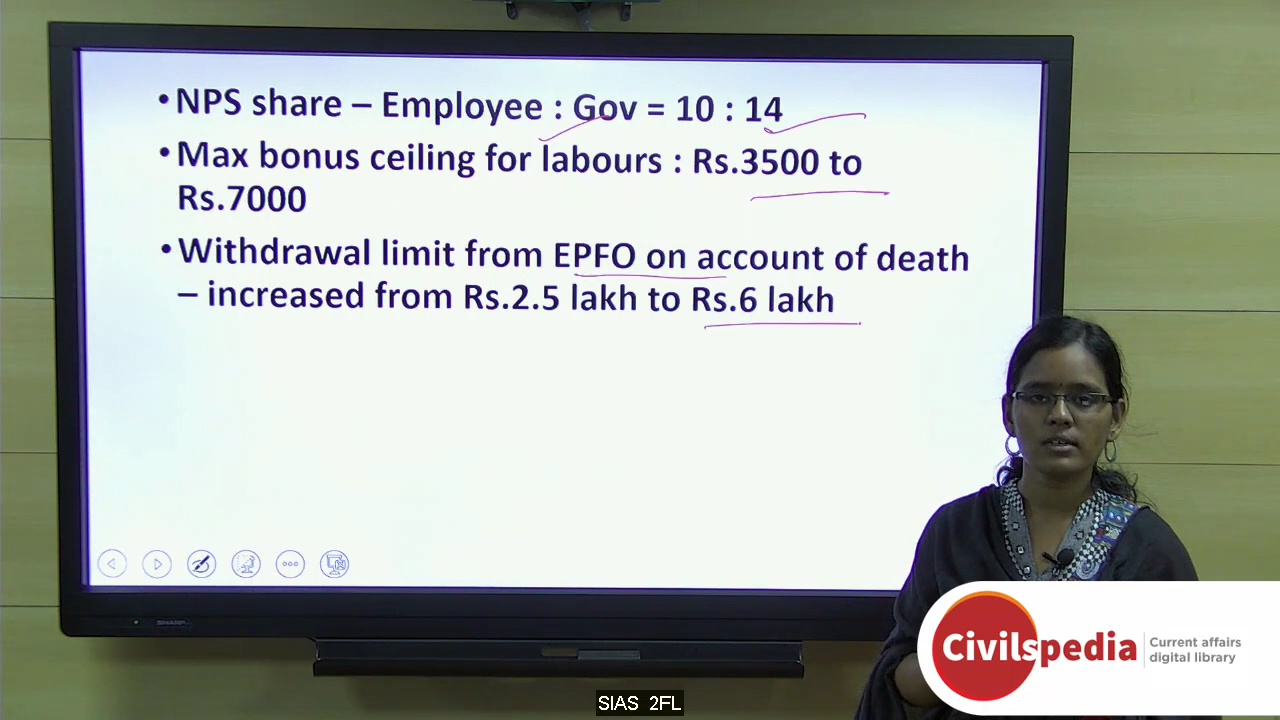 • NPS share – Employee : Gov = 10 : 14
• Max bonus ceiling for labours : Rs.3500 to
Rs.7000
• Withdrawal limit from EPFO on account of death
– increased from Rs.2.5 lakh to Rs.6 lakh
SHARP
Civilspedia
Current affairs
digital library
SIAS 2FL